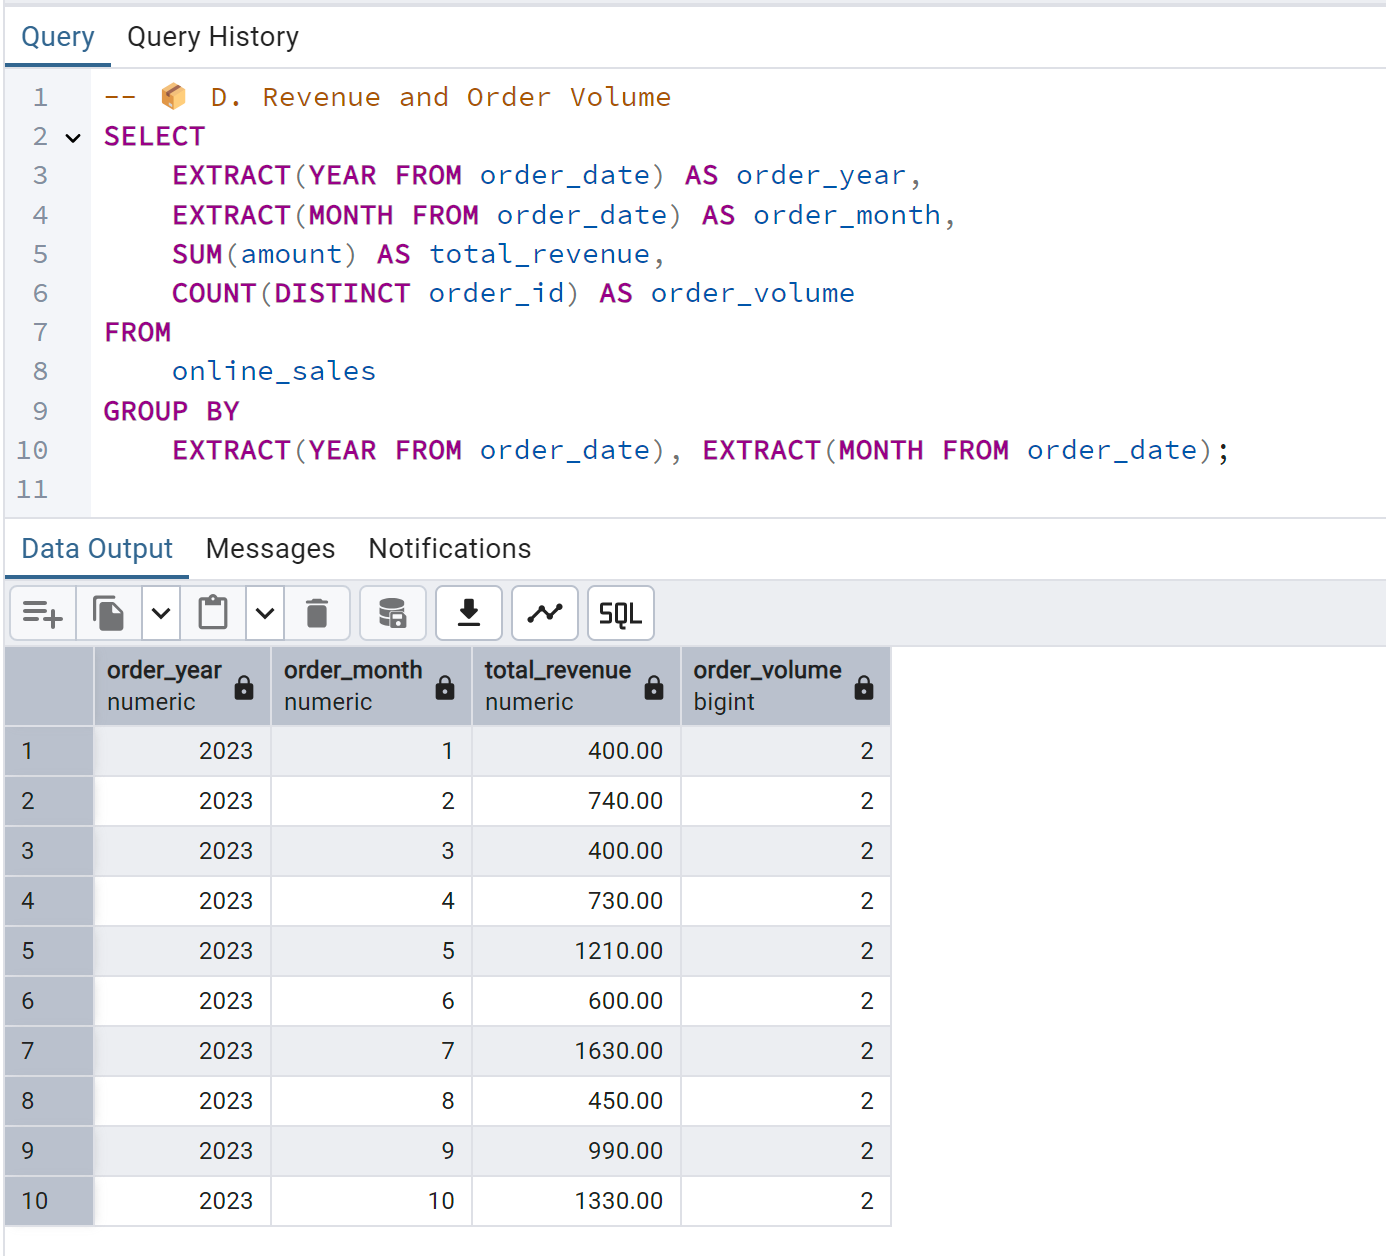 Query Query History
1 -- 📦 D. Revenue and Order Volume
2 SELECT
3 EXTRACT(YEAR FROM order_date) AS order_year,
4 EXTRACT(MONTH FROM order_date) AS order_month,
5 SUM(amount) AS total_revenue,
6 COUNT(DISTINCT order_id) AS order_volume
7 FROM
8 online_sales
9 GROUP BY
10 EXTRACT(YEAR FROM order_date), EXTRACT(MONTH FROM order_date);
11
Data Output Messages Notifications
SQL
order_year order_month total_revenue order_volume
numeric numeric numeric bigint
1 2023 1 400.00 2
2 2023 2 740.00 2
3 2023 3 400.00 2
4 2023 4 730.00 2
5 2023 5 1210.00 2
6 2023 6 600.00 2
7 2023 7 1630.00 2
8 2023 8 450.00 2
9 2023 9 990.00 2
10 2023 10 1330.00 2